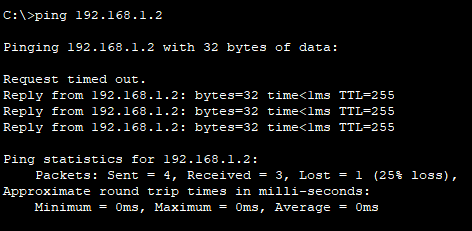 C:\>ping 192.168.1.2
Pinging 192.168.1.2 with 32 bytes of data:
Request timed out.
Reply from 192.168.1.2: bytes=32 time<1ms TTL=255
Reply from 192.168.1.2: bytes=32 time<1ms TTL=255
Reply from 192.168.1.2: bytes=32 time<1ms TTL=255
Ping statistics for 192.168.1.2:
Packets: Sent = 4, Received = 3, Lost = 1 (25% loss),
Approximate round trip times in milli-seconds:
Minimum = 0ms, Maximum = 0ms, Average = 0ms